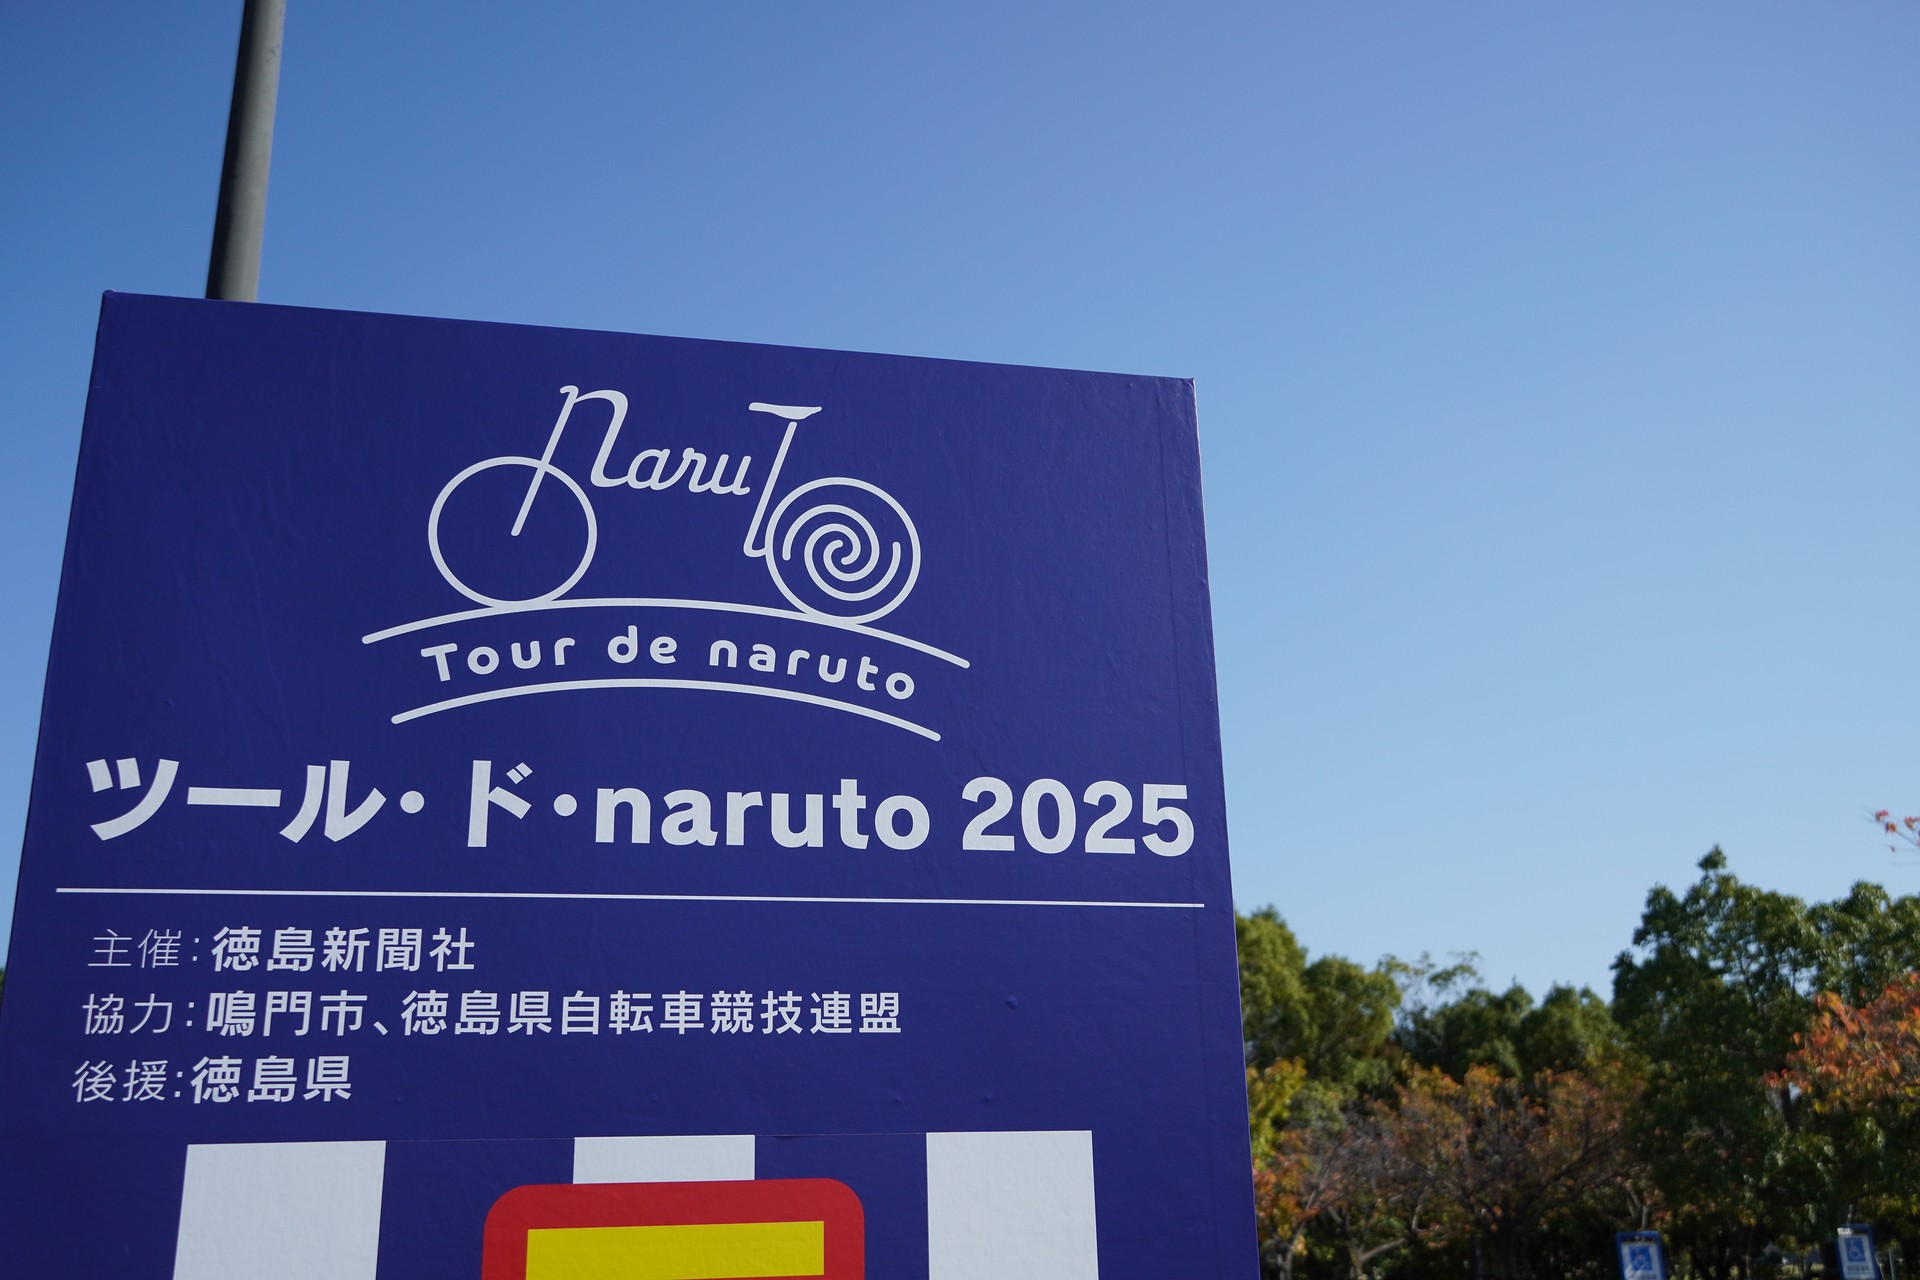 naruto
Tour de naruto
ツール・ド・naruto 2025
主催:徳島新聞社
協力:鳴門市、徳島県自転車競技連盟
後援:徳島県